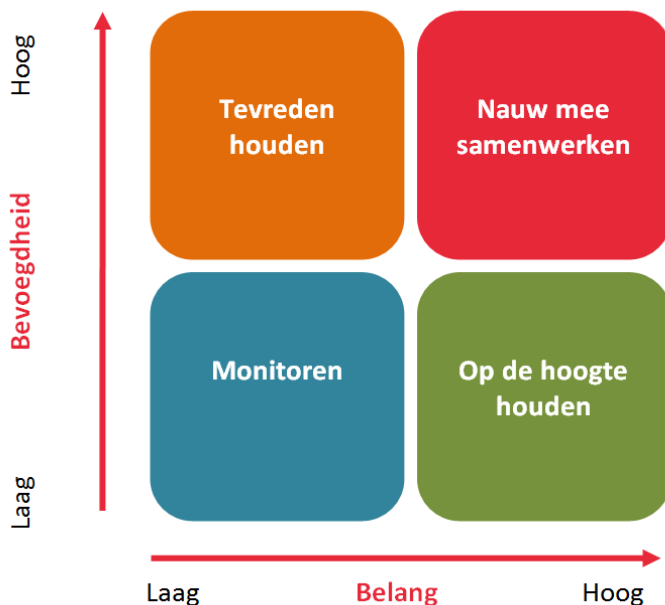 Hoog
Tevreden
houden
Nauw mee
samenwerken
Bevoegdheid
Monitoren
Op de hoogte
houden
Laag
Laag
Belang
Hoog